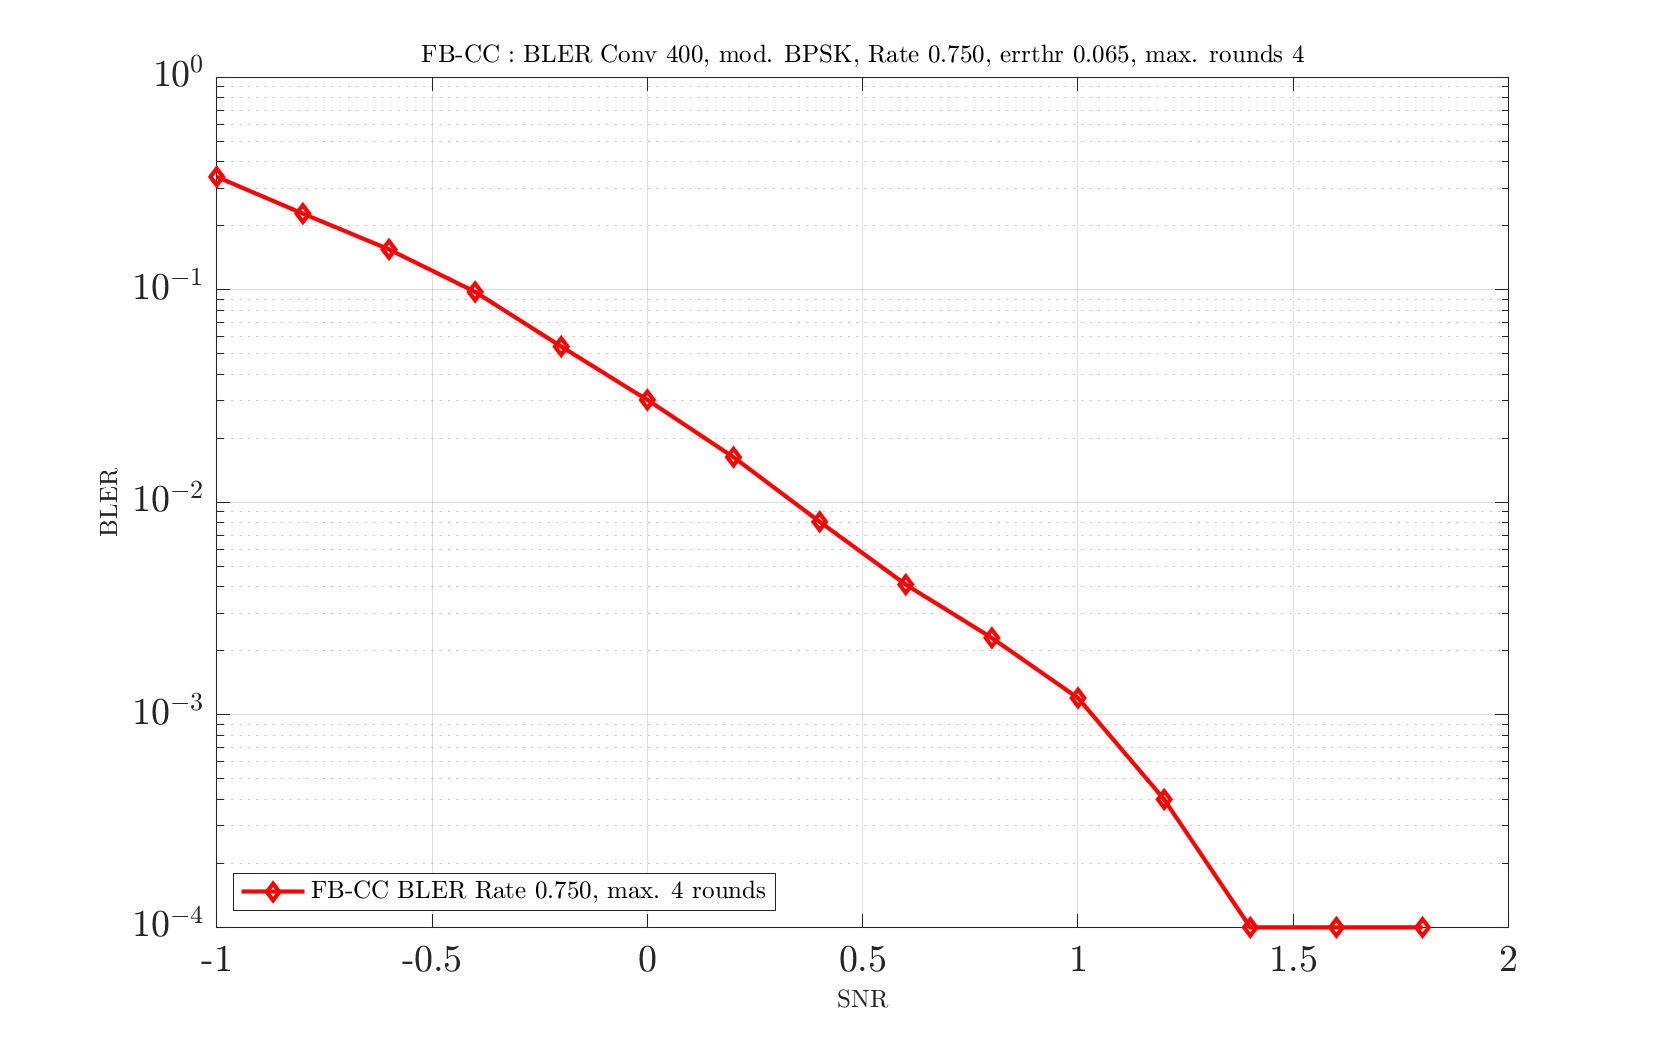 FB-CC : BLER Conv 400, mod. BPSK, Rate 0.750, errthr 0.065, max. rounds 4
10^0
10^-1
10^-2
10^-3
10^-4
BLER
FB-CC BLER Rate 0.750, max. 4 rounds
-1 -0.5 0 0.5 1 1.5 2
SNR